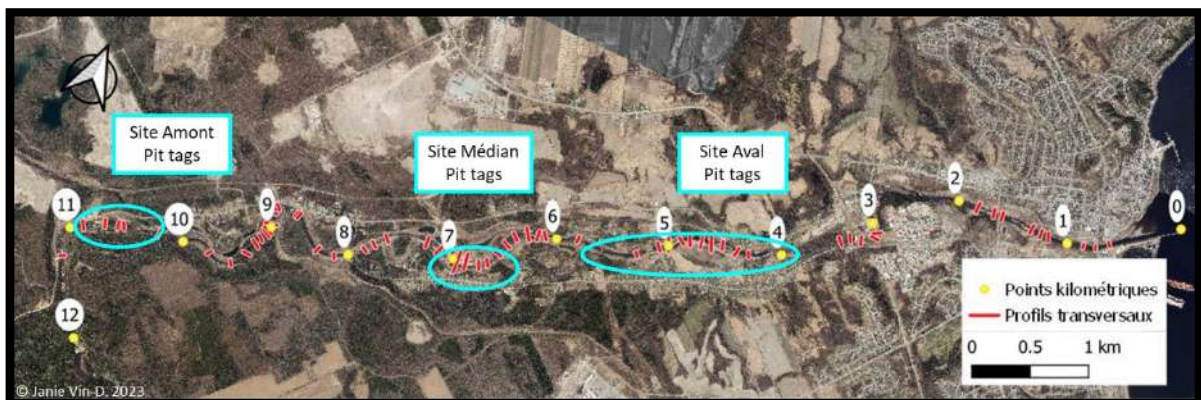 Site Amont
Pit tags
Site Médian
Pit tags
Site Aval
Pit tags
11
10
9
8
7
6
5
4
3
2
1
0
12
Points kilométriques
Profils transversaux
0 0.5 1 km
© Janie Vin-D. 2023